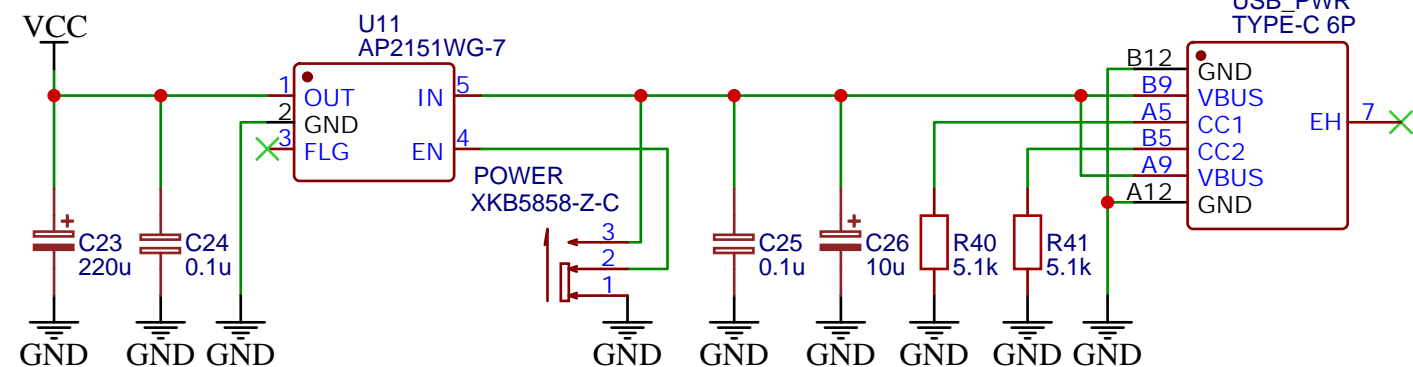 VCC
U11
AP2151WG-7
1
OUT
2
GND
3
FLG
IN
5
EN
4
POWER
XKB5858-Z-C
3
2
1
USB_PWR
TYPE-C 6P
B12
GND
B9
VBUS
A5
CC1
B5
CC2
A9
VBUS
A12
GND
EH
7
C23
220u
C24
0.1u
C25
0.1u
C26
10u
R40
5.1k
R41
5.1k
GND
GND
GND
GND
GND
GND
GND
GND
GND